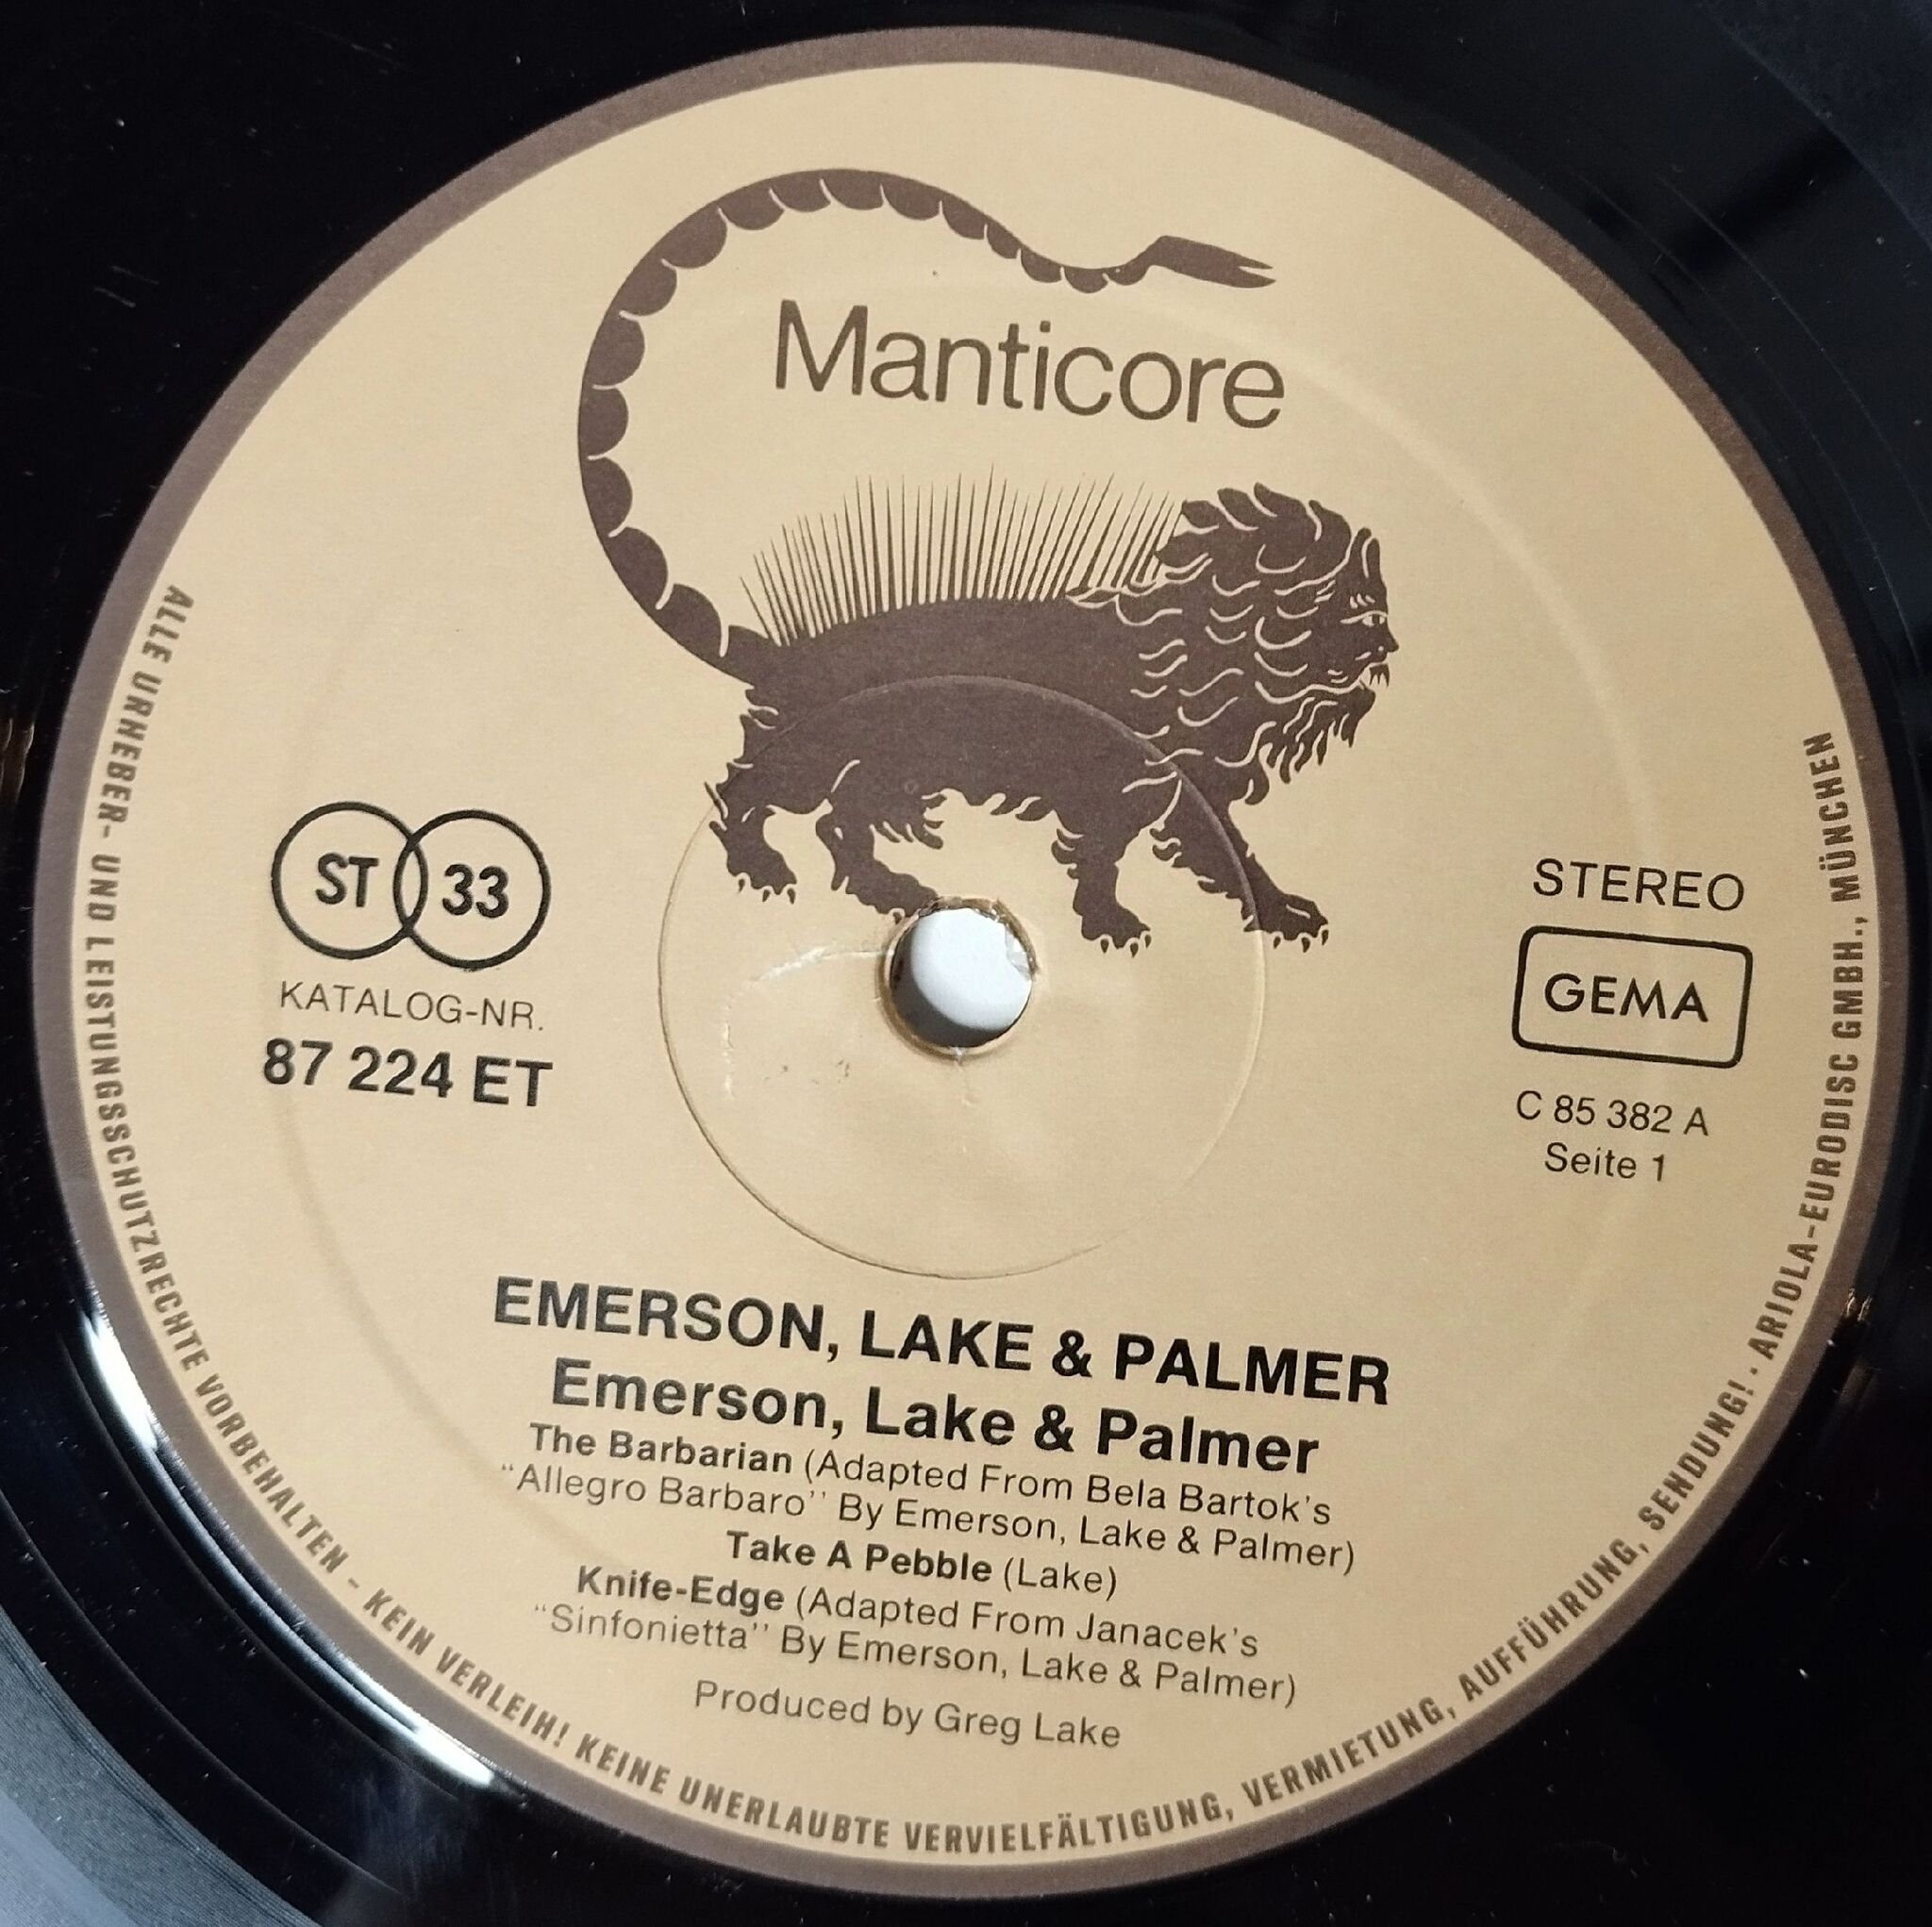 Manticore
ST 33
KATALOG-NR.
87 224 ET
STEREO
GEMA
C 85 382 A
Seite 1
EMERSON, LAKE & PALMER
Emerson, Lake & Palmer
The Barbarian (Adapted From Bela Bartok's
"Allegro Barbaro" By Emerson, Lake & Palmer)
Take A Pebble (Lake)
Knife-Edge (Adapted From Janacek's
"Sinfonietta" By Emerson, Lake & Palmer)
Produced by Greg Lake
ALLE URHEBER- UND LEISTUNGSSCHUTZRECHTE VORBEHALTEN - KEIN VERLEIH! KEINE UNERLAUBTE VERVIELFÄLTIGUNG, VERMIETUNG, AUFFÜHRUNG, SENDUNG! · ARIOLA-EURODISC GMBH., MÜNCHEN